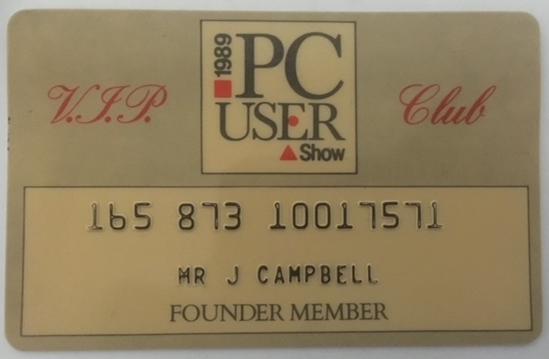 V.I.P. 1989 PC Club
USER
Show
165 873 10017571
MR J CAMPBELL
FOUNDER MEMBER